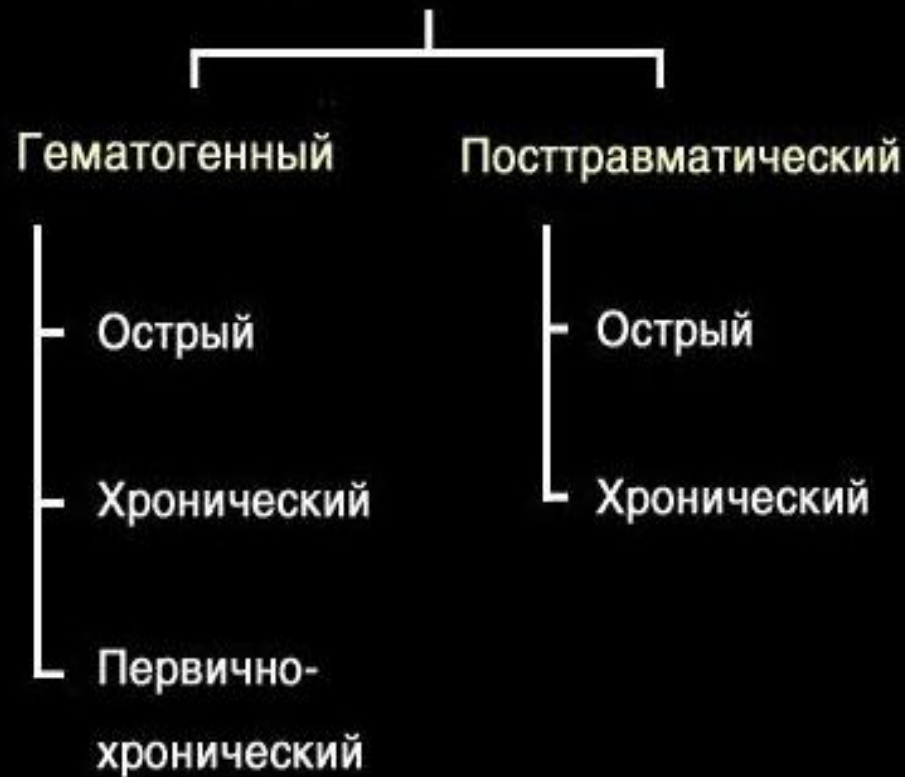 Гематогенный
Посттравматический
Острый
Острый
Хронический
Хронический
Первично-
хронический